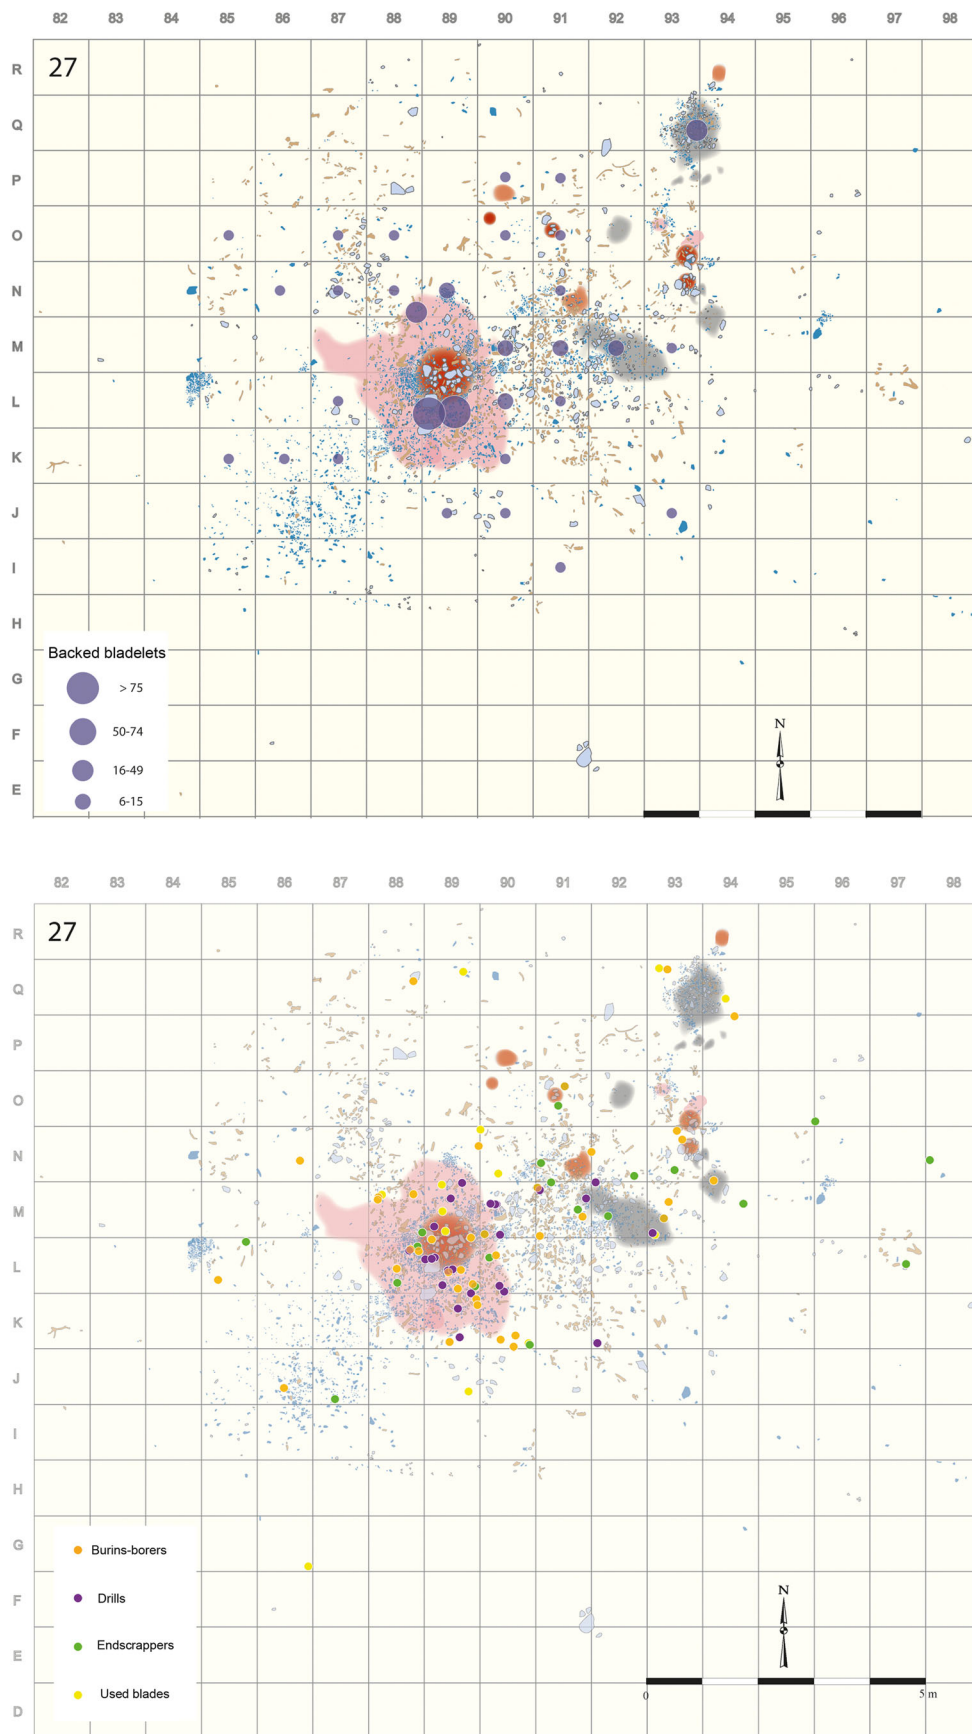 82 83 84 85 86 87 88 89 90 91 92 93 94 95 96 97 98
R
27
Q
P
O
N
M
L
K
J
I
H
G
F
E
Backed bladelets
> 75
50-74
16-49
6-15
N
82 83 84 85 86 87 88 89 90 91 92 93 94 95 96 97 98
R
27
Q
P
O
N
M
L
K
J
I
H
G
F
E
D
Burins-borers
Drills
Endscrappers
Used blades
N
0 5 m